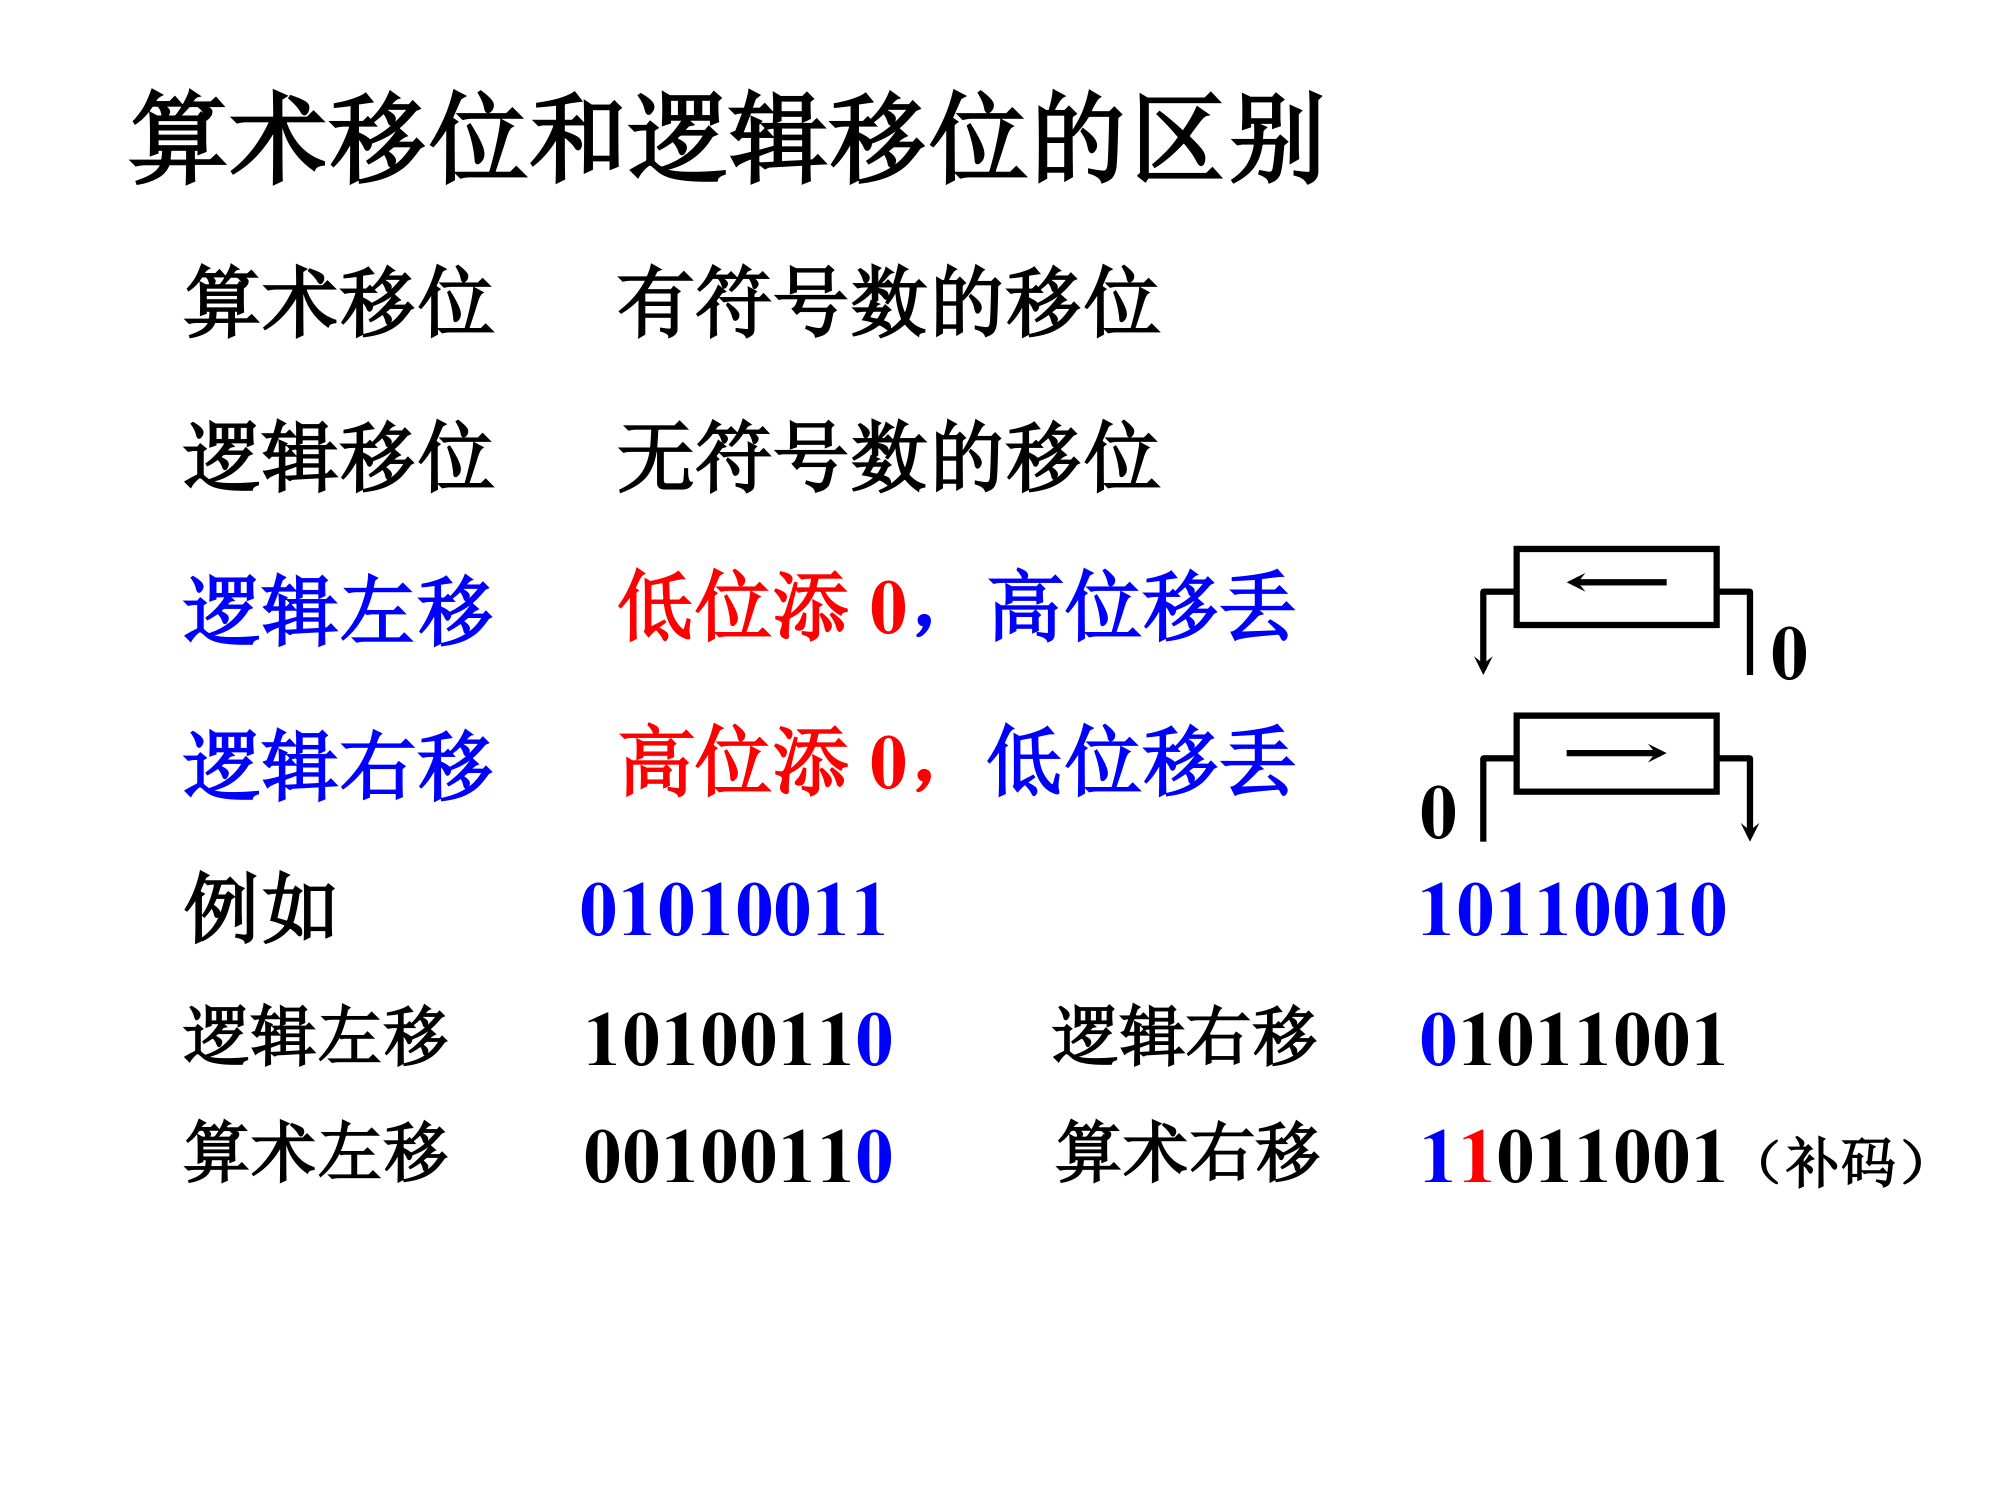 算术移位和逻辑移位的区别
算术移位 有符号数的移位
逻辑移位 无符号数的移位
逻辑左移 低位添 0，高位移丢
0
逻辑右移 高位添 0，低位移丢
0
例如 01010011 10110010
逻辑左移 10100110 逻辑右移 01011001
算术左移 00100110 算术右移 11011001（补码）